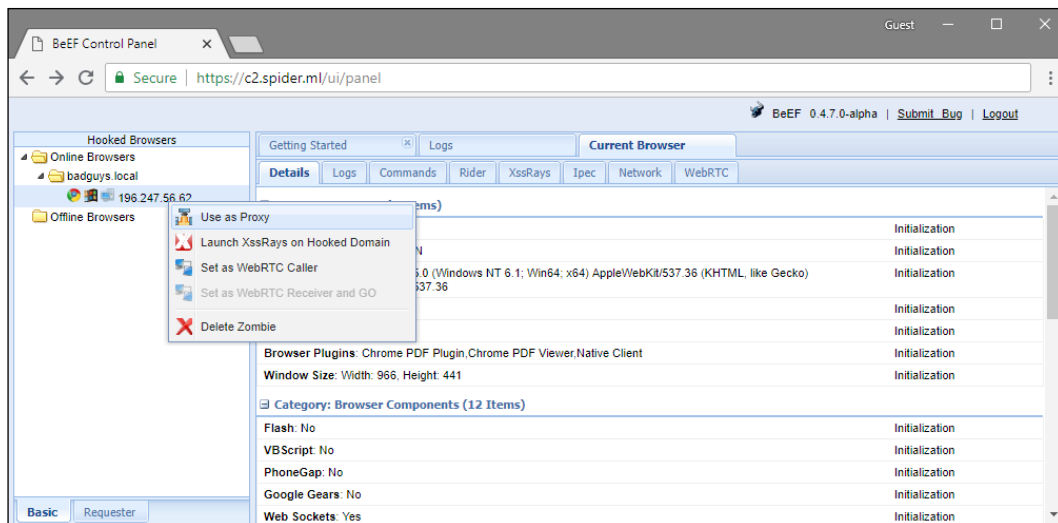 Guest
BeEF Control Panel
Secure | https://c2.spider.ml/ui/panel
BeEF 0.4.7.0-alpha | Submit Bug | Logout
Hooked Browsers
Online Browsers
badguys.local
196.247.56.62
Offline Browsers
Getting Started Logs Current Browser
Details Logs Commands Rider XssRays Ipec Network WebRTC
Use as Proxy
Launch XssRays on Hooked Domain
Set as WebRTC Caller
Set as WebRTC Receiver and GO
Delete Zombie
ems)
Initialization
N Initialization
5.0 (Windows NT 6.1; Win64; x64) AppleWebKit/537.36 (KHTML, like Gecko) Initialization
537.36
Initialization
Initialization
Browser Plugins: Chrome PDF Plugin,Chrome PDF Viewer,Native Client Initialization
Window Size: Width: 966, Height: 441 Initialization
Category: Browser Components (12 Items)
Flash: No Initialization
VBScript: No Initialization
PhoneGap: No Initialization
Google Gears: No Initialization
Web Sockets: Yes Initialization
Basic Requester